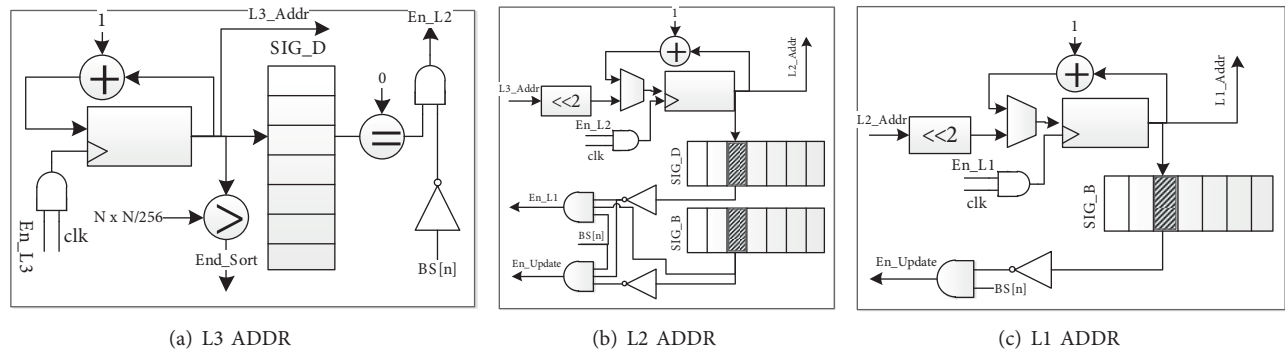 1
L3_Addr
En_L2
SIG_D
0
+
=
N x N/256
>
En_L3
clk
End_Sort
BS[n]
(a) L3 ADDR
1
+
L2_Addr
L3_Addr
<<2
En_L2
clk
SIG_D
En_L1
BS[n]
SIG_B
En_Update
(b) L2 ADDR
1
+
L1_Addr
L2_Addr
<<2
En_L1
clk
SIG_B
En_Update
BS[n]
(c) L1 ADDR